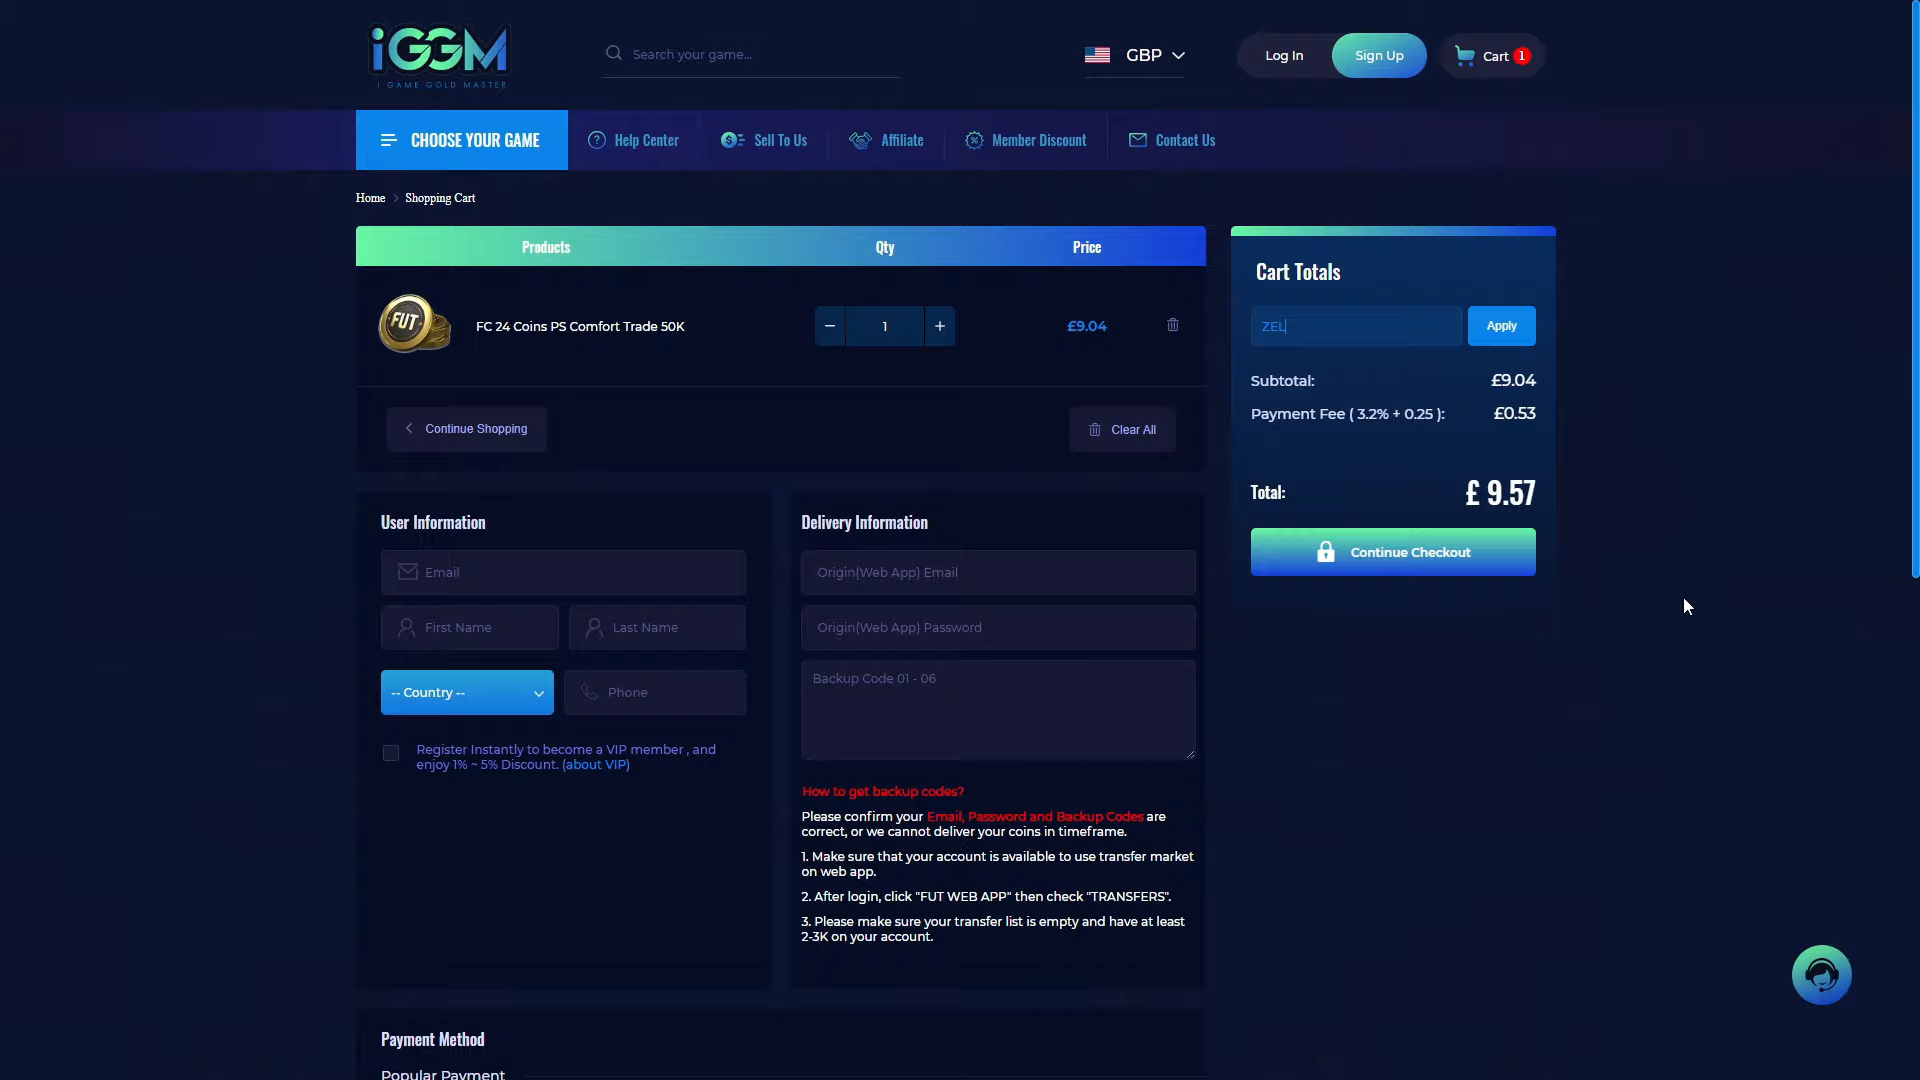 iGGM
I GAME GOLD MASTER
Search your game...
GBP
Log In
Sign Up
Cart 1
CHOOSE YOUR GAME
Help Center
Sell To Us
Affiliate
Member Discount
Contact Us
Home > Shopping Cart
Products
Qty
Price
FUT
FC 24 Coins PS Comfort Trade 50K
− 1 +
£9.04
Continue Shopping
Clear All
Cart Totals
ZEL
Apply
Subtotal: £9.04
Payment Fee ( 3.2% + 0.25 ): £0.53
Total: £ 9.57
Continue Checkout
User Information
Email
First Name
Last Name
-- Country --
Phone
Register Instantly to become a VIP member , and
enjoy 1% ~ 5% Discount. (about VIP)
Delivery Information
Origin(Web App) Email
Origin(Web App) Password
Backup Code 01 - 06
How to get backup codes?
Please confirm your Email, Password and Backup Codes are
correct, or we cannot deliver your coins in timeframe.
1. Make sure that your account is available to use transfer market
on web app.
2. After login, click "FUT WEB APP" then check "TRANSFERS".
3. Please make sure your transfer list is empty and have at least
2-3K on your account.
Payment Method
Popular Payment